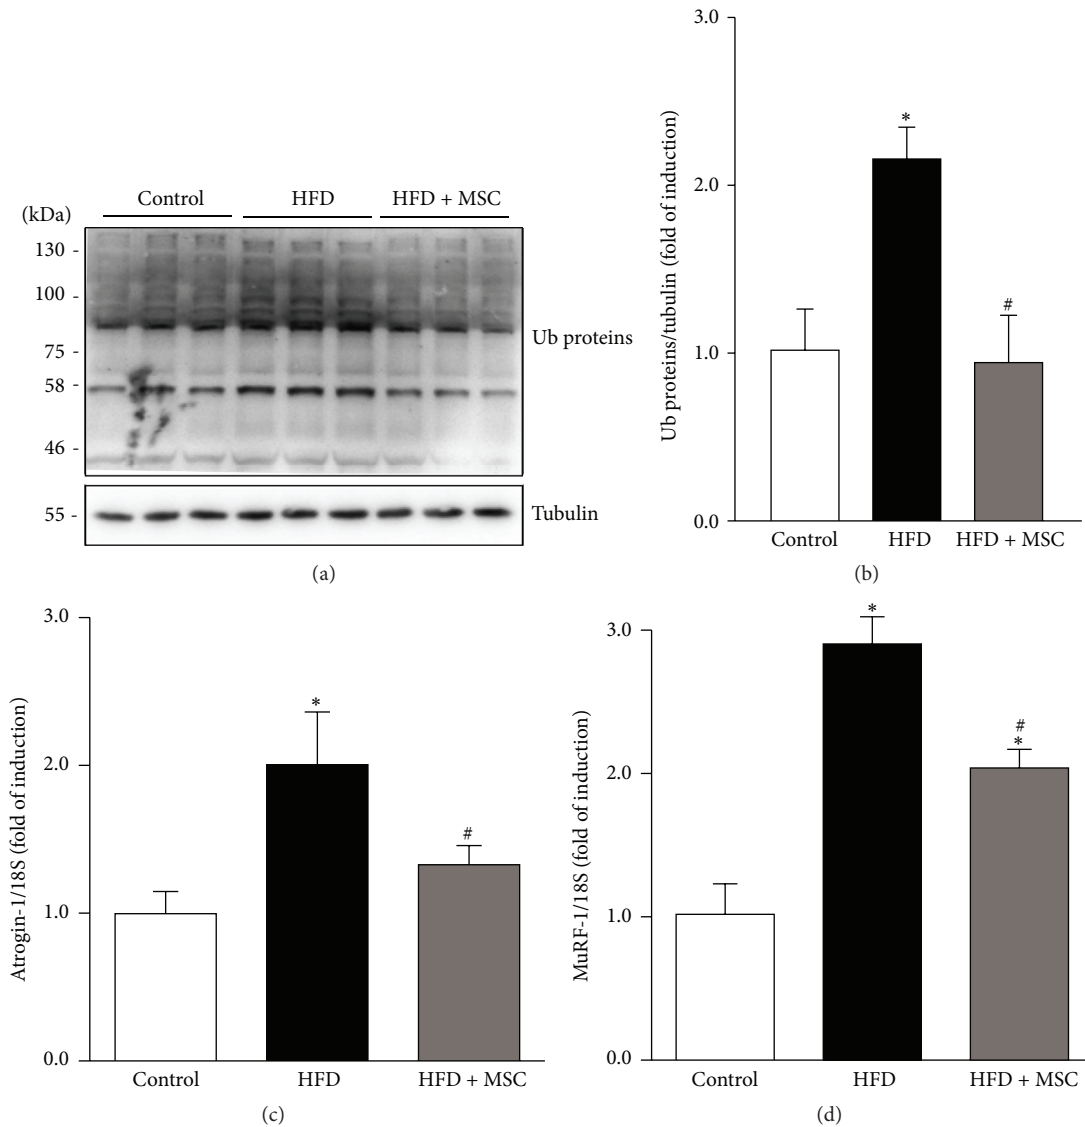 Control HFD HFD + MSC
(kDa)
130 -
100 -
75 -
58 -
46 -
Ub proteins
55 -
Tubulin
(a)
Ub proteins/tubulin (fold of induction)
3.0
2.0
1.0
0.0
*
#
Control HFD HFD + MSC
(b)
Atrogin-1/18S (fold of induction)
3.0
2.0
1.0
0.0
*
#
Control HFD HFD + MSC
(c)
MuRF-1/18S (fold of induction)
3.0
2.0
1.0
0.0
*
#
*
Control HFD HFD + MSC
(d)